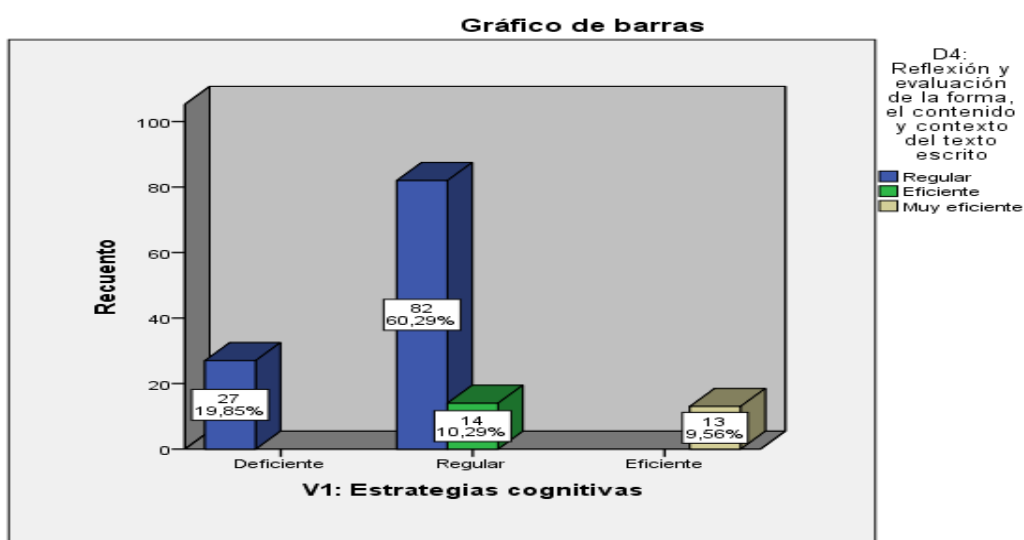 Gráfico de barras
D4:
Reflexión y
evaluación
de la forma,
el contenido
y contexto
del texto
escrito
Regular
Eficiente
Muy eficiente
Recuento
100
80
60
40
20
0
27
19,85%
82
60,29%
14
10,29%
13
9,56%
Deficiente
Regular
Eficiente
V1: Estrategias cognitivas